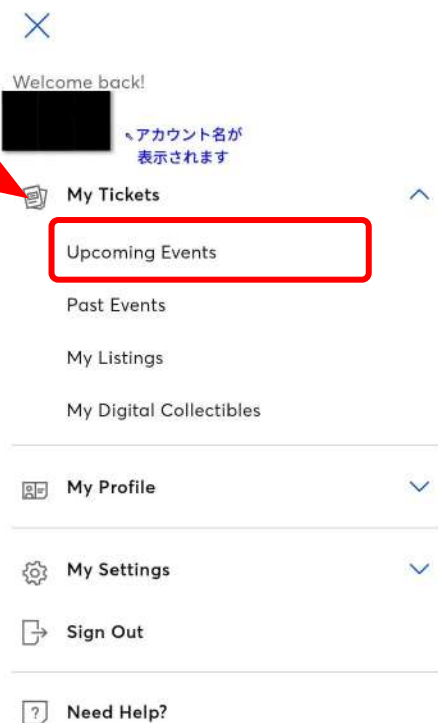 Welcome back!
アカウント名が
表示されます
My Tickets
Upcoming Events
Past Events
My Listings
My Digital Collectibles
My Profile
My Settings
Sign Out
Need Help?